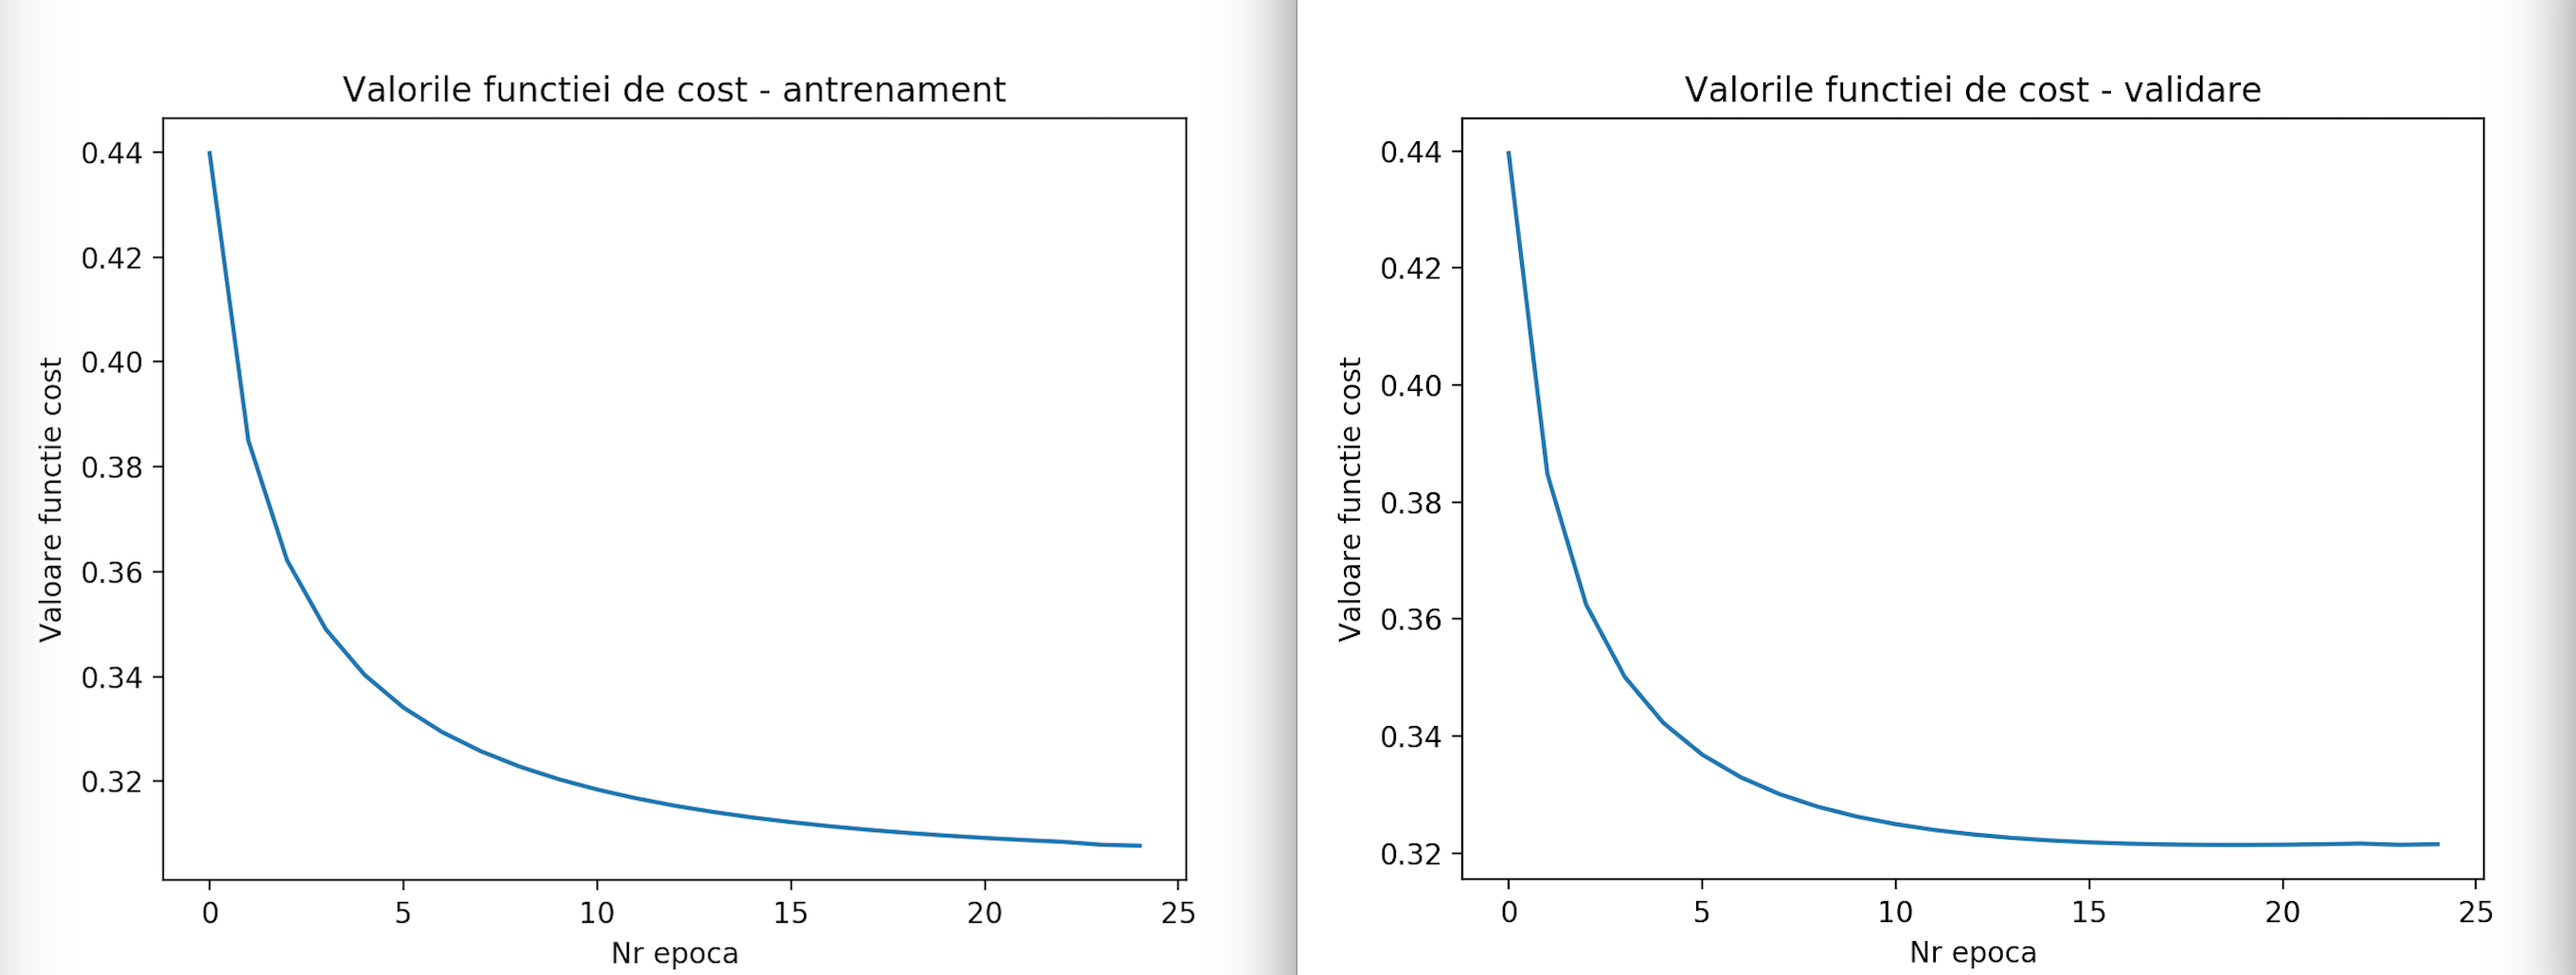 Valorile functiei de cost - antrenament
Valoare functie cost
0.44
0.42
0.40
0.38
0.36
0.34
0.32
0 5 10 15 20 25
Nr epoca
Valorile functiei de cost - validare
Valoare functie cost
0.44
0.42
0.40
0.38
0.36
0.34
0.32
0 5 10 15 20 25
Nr epoca